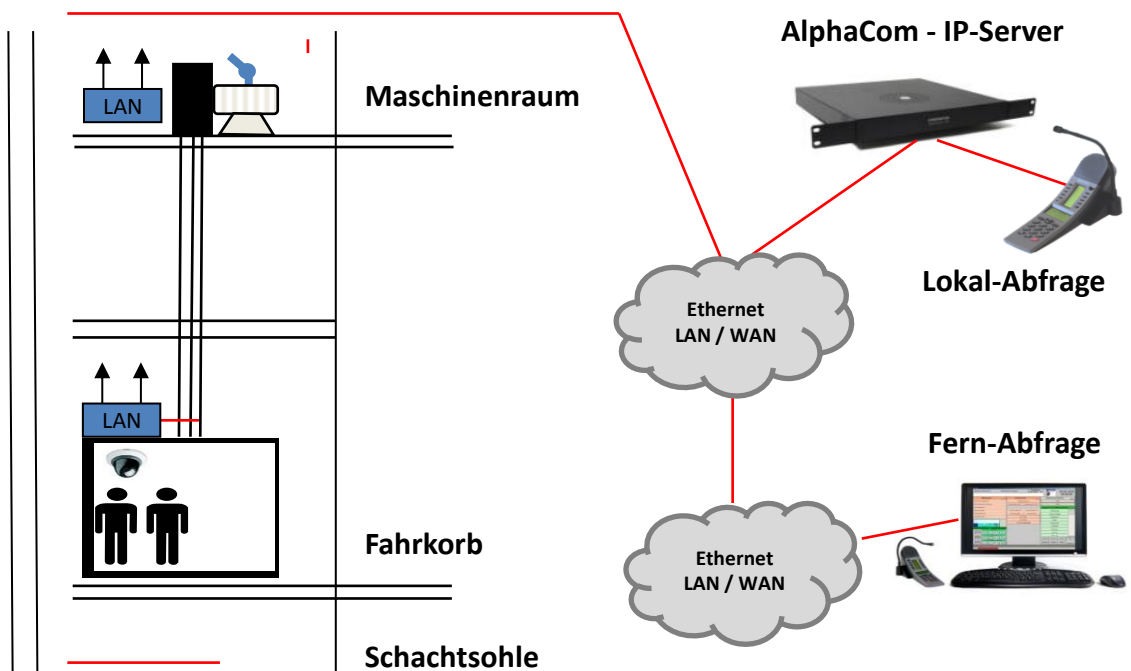 AlphaCom - IP-Server
LAN
Maschinenraum
Lokal-Abfrage
Ethernet
LAN / WAN
LAN
Fern-Abfrage
Fahrkorb
Ethernet
LAN / WAN
Schachtsohle